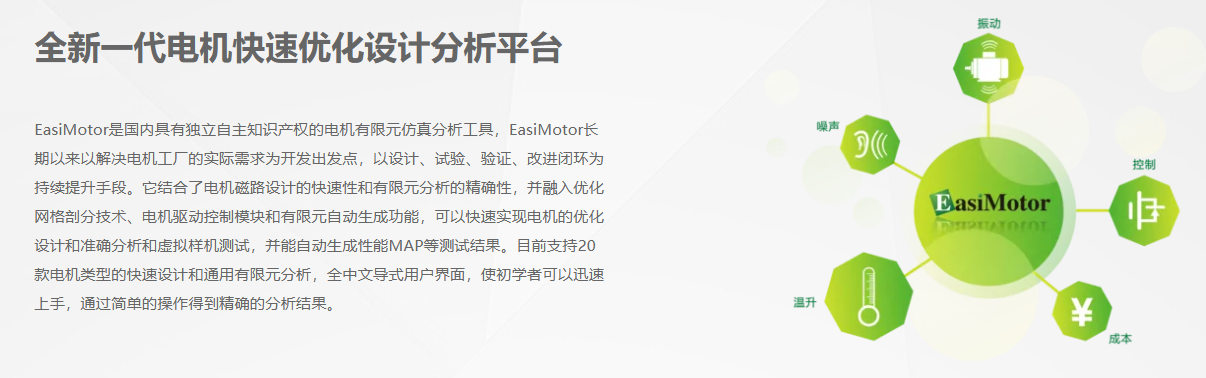 全新一代电机快速优化设计分析平台
EasiMotor是国内具有独立自主知识产权的电机有限元仿真分析工具，EasiMotor长
期以来以解决电机工厂的实际需求为开发出发点，以设计、试验、验证、改进闭环为
持续提升手段。它结合了电机磁路设计的快速性和有限元分析的精确性，并融入优化
网格剖分技术、电机驱动控制模块和有限元自动生成功能，可以快速实现电机的优化
设计和准确分析和虚拟样机测试，并能自动生成性能MAP等测试结果。目前支持20
款电机类型的快速设计和通用有限元分析，全中文导式用户界面，使初学者可以迅速
上手，通过简单的操作得到精确的分析结果。
振动
噪声
控制
EasiMotor
温升
¥
成本